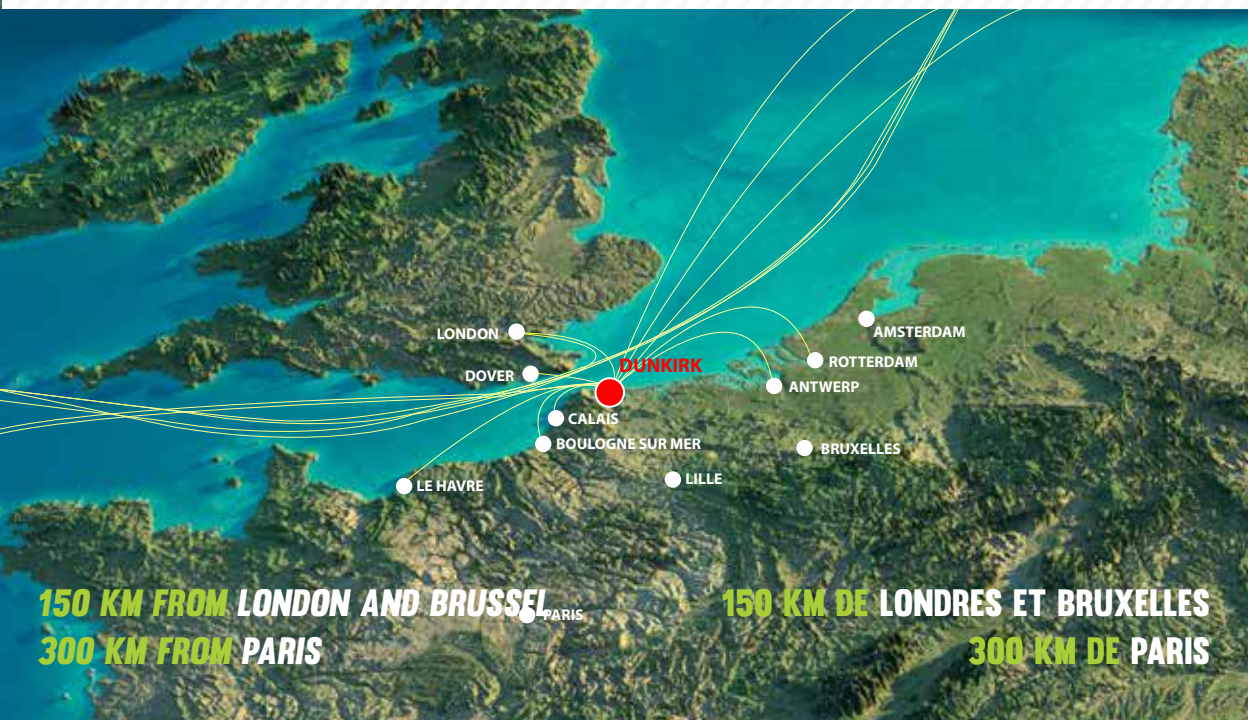 LONDON
AMSTERDAM
ROTTERDAM
DUNKIRK
DOVER
ANTWERP
CALAIS
BOULOGNE SUR MER
BRUXELLES
LILLE
LE HAVRE
150 KM FROM LONDON AND BRUSSEL
PARIS
300 KM FROM PARIS
150 KM DE LONDRES ET BRUXELLES
300 KM DE PARIS